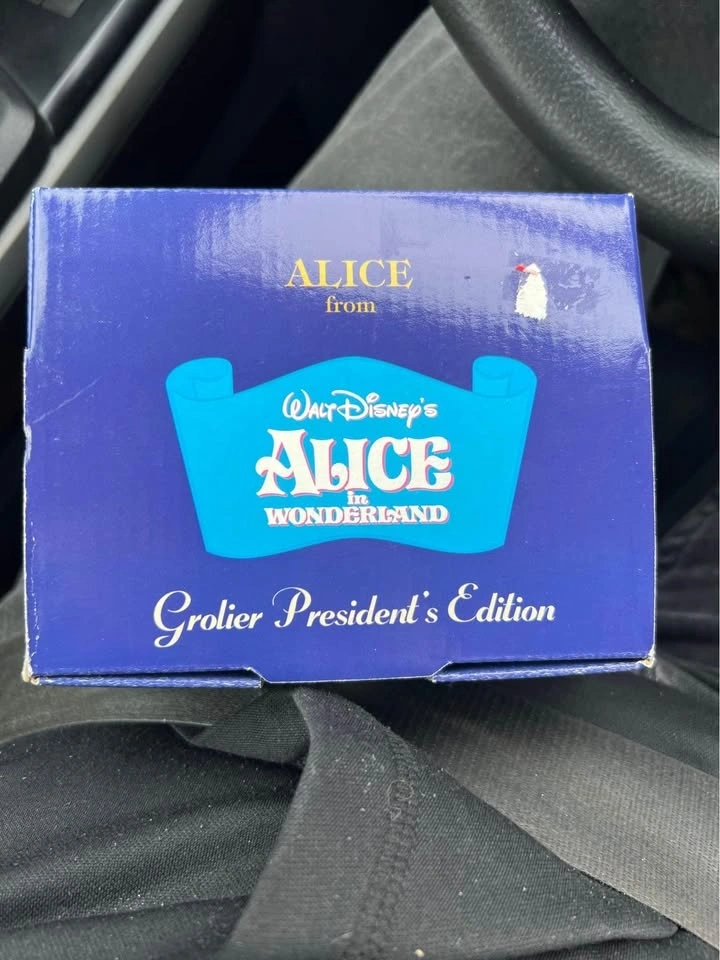 ALICE
from
WALT DISNEY'S
ALICE
in
WONDERLAND
Grolier President's Edition